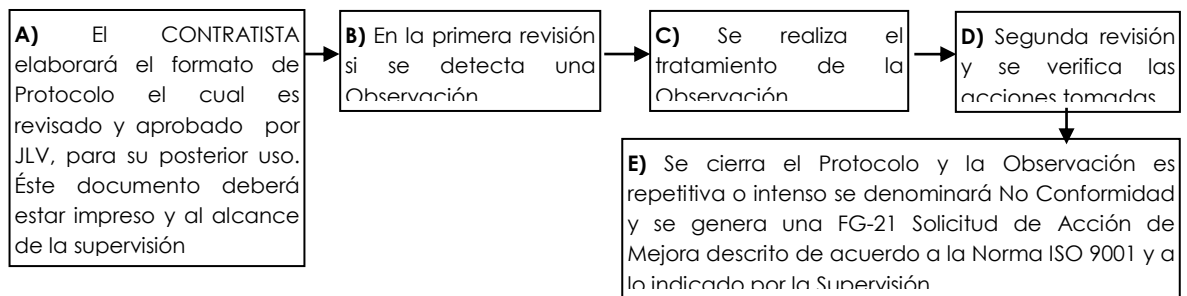 A) El CONTRATISTA
elaborará el formato de
Protocolo el cual es
revisado y aprobado por
JLV, para su posterior uso.
Éste documento deberá
estar impreso y al alcance
de la supervisión
B) En la primera revisión
si se detecta una
Observación
C) Se realiza el
tratamiento de la
Observación
D) Segunda revisión
y se verifica las
acciones tomadas
E) Se cierra el Protocolo y la Observación es
repetitiva o intenso se denominará No Conformidad
y se genera una FG-21 Solicitud de Acción de
Mejora descrito de acuerdo a la Norma ISO 9001 y a
lo indicado por la Supervisión